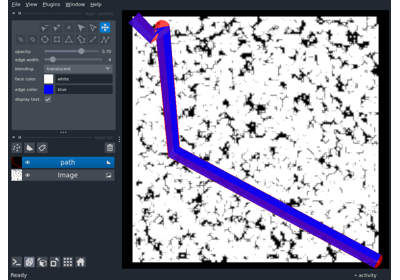 File View Plugins Window Help
opacity: 0.70
edge width: 4
blending: translucent
face color: white
edge color: blue
display text: ✓
path
Image
Ready
activity